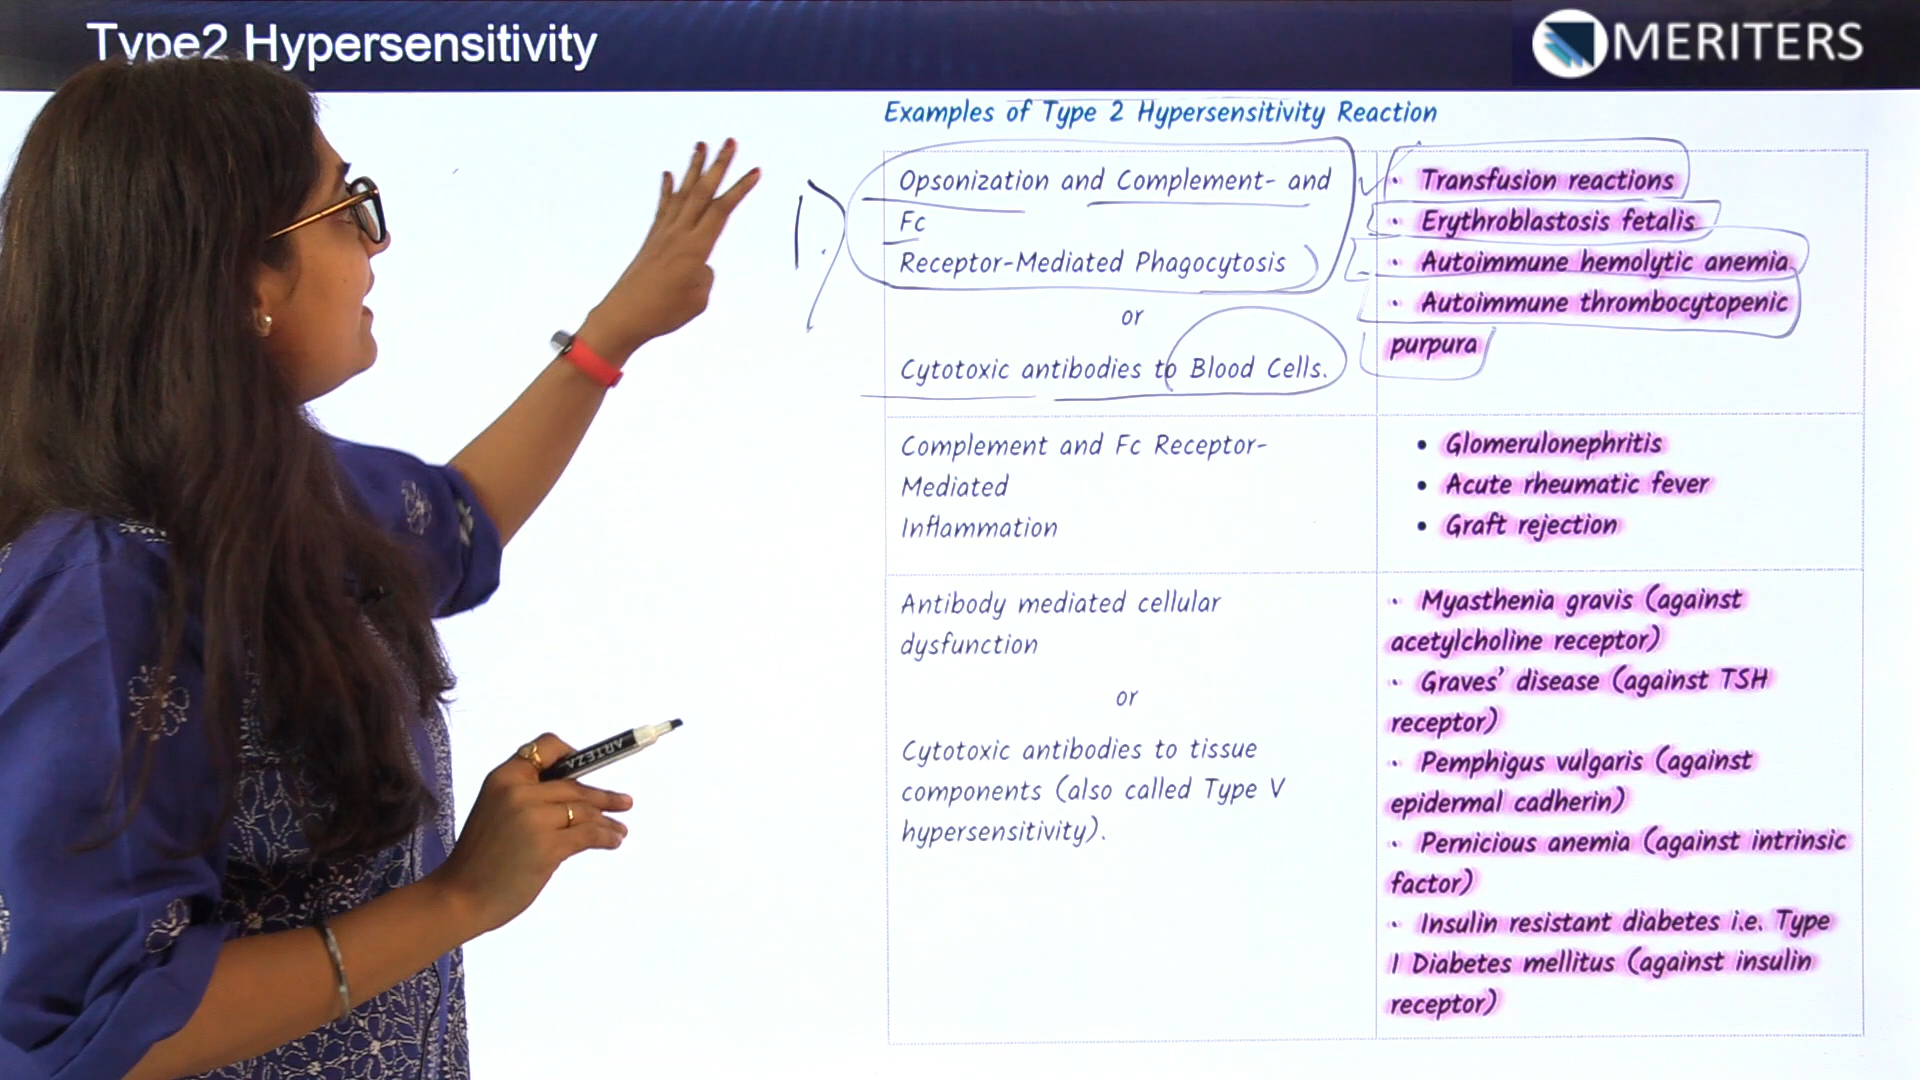 Type2 Hypersensitivity
MERITERS
Examples of Type 2 Hypersensitivity Reaction
1)
Opsonization and Complement- and
Fc
Receptor-Mediated Phagocytosis
or
Cytotoxic antibodies to Blood Cells.
• Transfusion reactions
• Erythroblastosis fetalis
• Autoimmune hemolytic anemia
• Autoimmune thrombocytopenic
purpura
Complement and Fc Receptor-
Mediated
Inflammation
• Glomerulonephritis
• Acute rheumatic fever
• Graft rejection
Antibody mediated cellular
dysfunction
or
Cytotoxic antibodies to tissue
components (also called Type V
hypersensitivity).
• Myasthenia gravis (against
acetylcholine receptor)
• Graves' disease (against TSH
receptor)
• Pemphigus vulgaris (against
epidermal cadherin)
• Pernicious anemia (against intrinsic
factor)
• Insulin resistant diabetes i.e. Type
1 Diabetes mellitus (against insulin
receptor)
ARTEZA